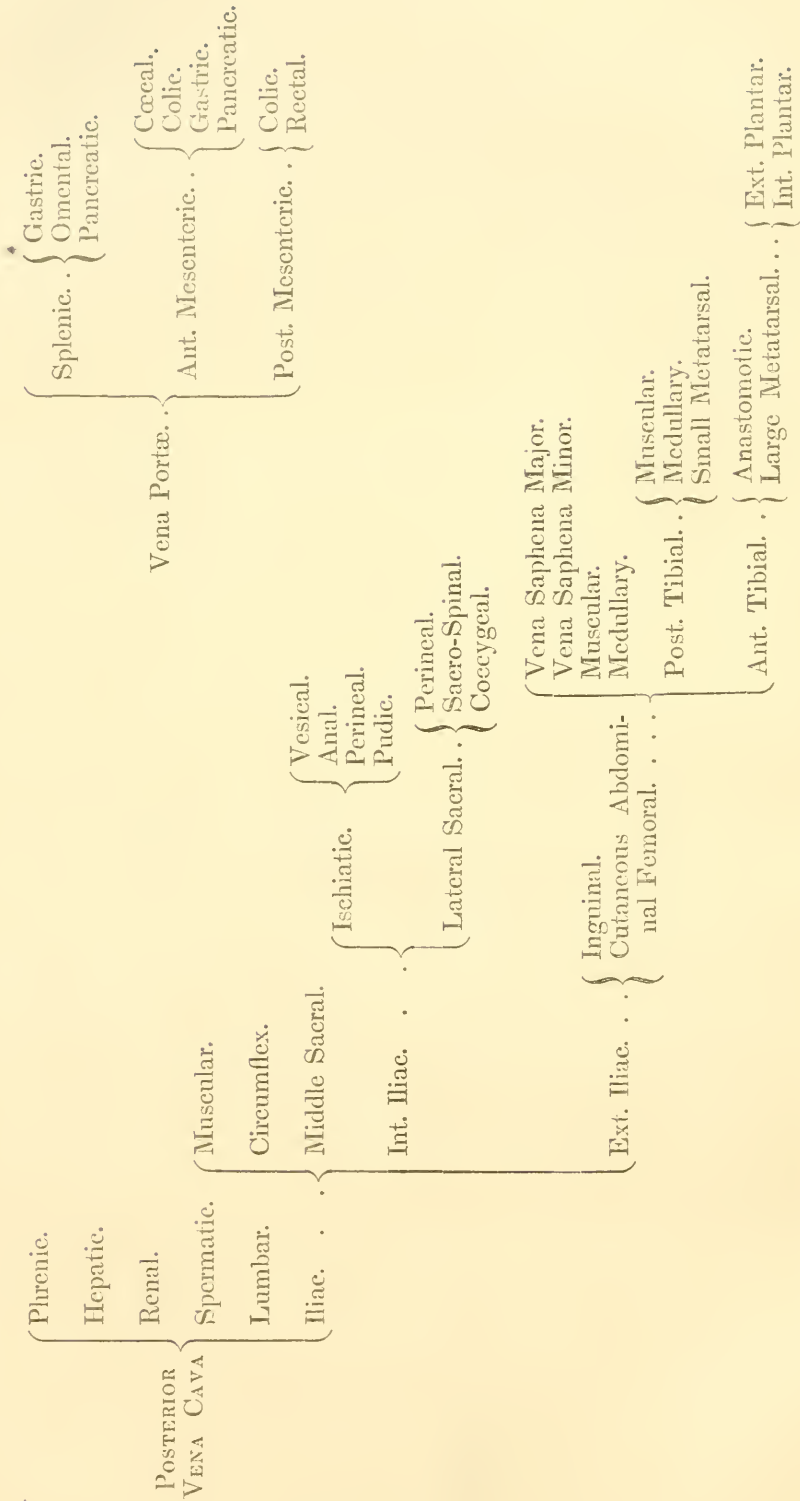 POSTERIOR
VENA CAVA
Phrenic.
Hepatic.
Renal.
Spermatic.
Lumbar.
Iliac. . .
Muscular.
Circumflex.
Middle Sacral.
Int. Iliac. . .
Ischiatic.
Vesical.
Anal.
Perineal.
Pudic.
Lateral Sacral. .
Perineal.
Sacro-Spinal.
Coccygeal.
Ext. Iliac. . .
Inguinal.
Cutaneous Abdomi-
nal Femoral. . . .
Vena Saphena Major.
Vena Saphena Minor.
Muscular.
Medullary.
Post. Tibial. .
Muscular.
Medullary.
Small Metatarsal.
Ant. Tibial. .
Anastomotic.
Large Metatarsal. . .
Ext. Plantar.
Int. Plantar.
Vena Portæ. .
Splenic. .
Gastric.
Omental.
Pancreatic.
Ant. Mesenteric. .
Cœcal.
Colic.
Gastric.
Pancreatic.
Post. Mesenteric. .
Colic.
Rectal.